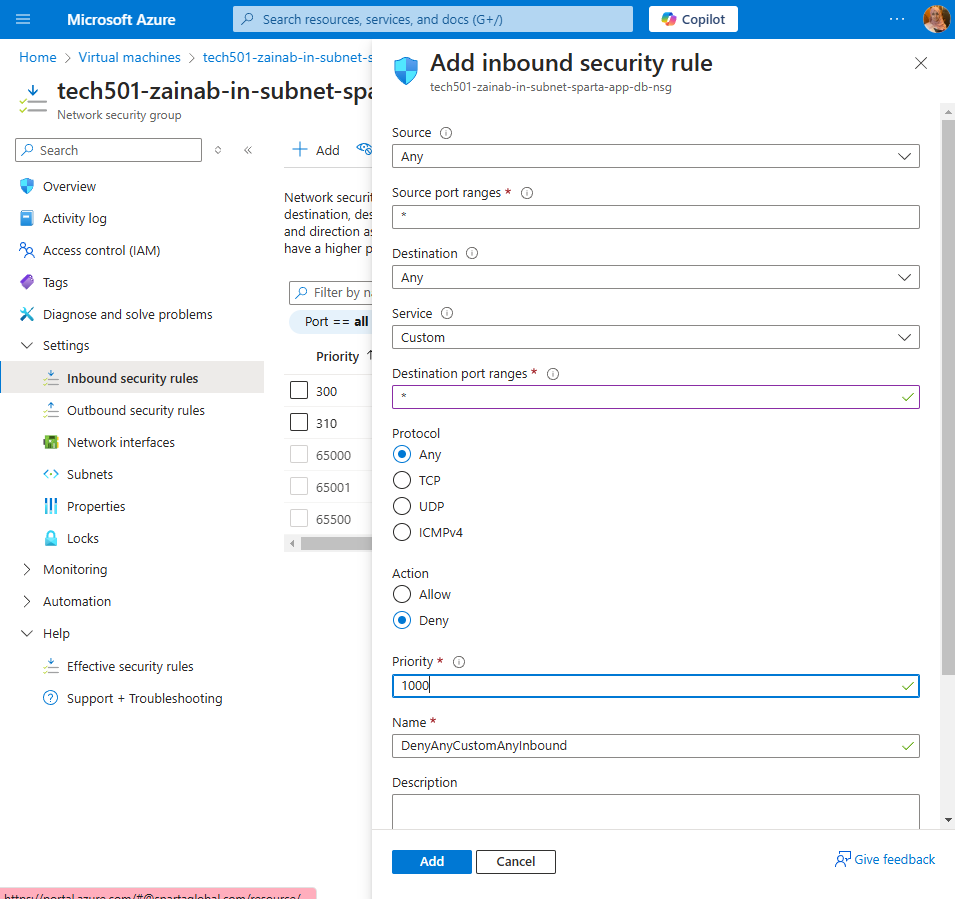 Microsoft Azure
Search resources, services, and docs (G+/)
Copilot
Home > Virtual machines > tech501-zainab-in-subnet-s
tech501-zainab-in-subnet-spa
Network security group
Search
Overview
Activity log
Access control (IAM)
Tags
Diagnose and solve problems
Settings
Inbound security rules
Outbound security rules
Network interfaces
Subnets
Properties
Locks
Monitoring
Automation
Help
Effective security rules
Support + Troubleshooting
Add
Network securit
destination, des
and direction as
have a higher p
Filter by na
Port == all
Priority ↑
300
310
65000
65001
65500
Add inbound security rule
tech501-zainab-in-subnet-sparta-app-db-nsg
Source
Any
Source port ranges *
*
Destination
Any
Service
Custom
Destination port ranges *
*
Protocol
Any
TCP
UDP
ICMPv4
Action
Allow
Deny
Priority *
1000
Name *
DenyAnyCustomAnyInbound
Description
Add
Cancel
Give feedback
https://portal.azure.com/#@spartaglobal.com/resource/